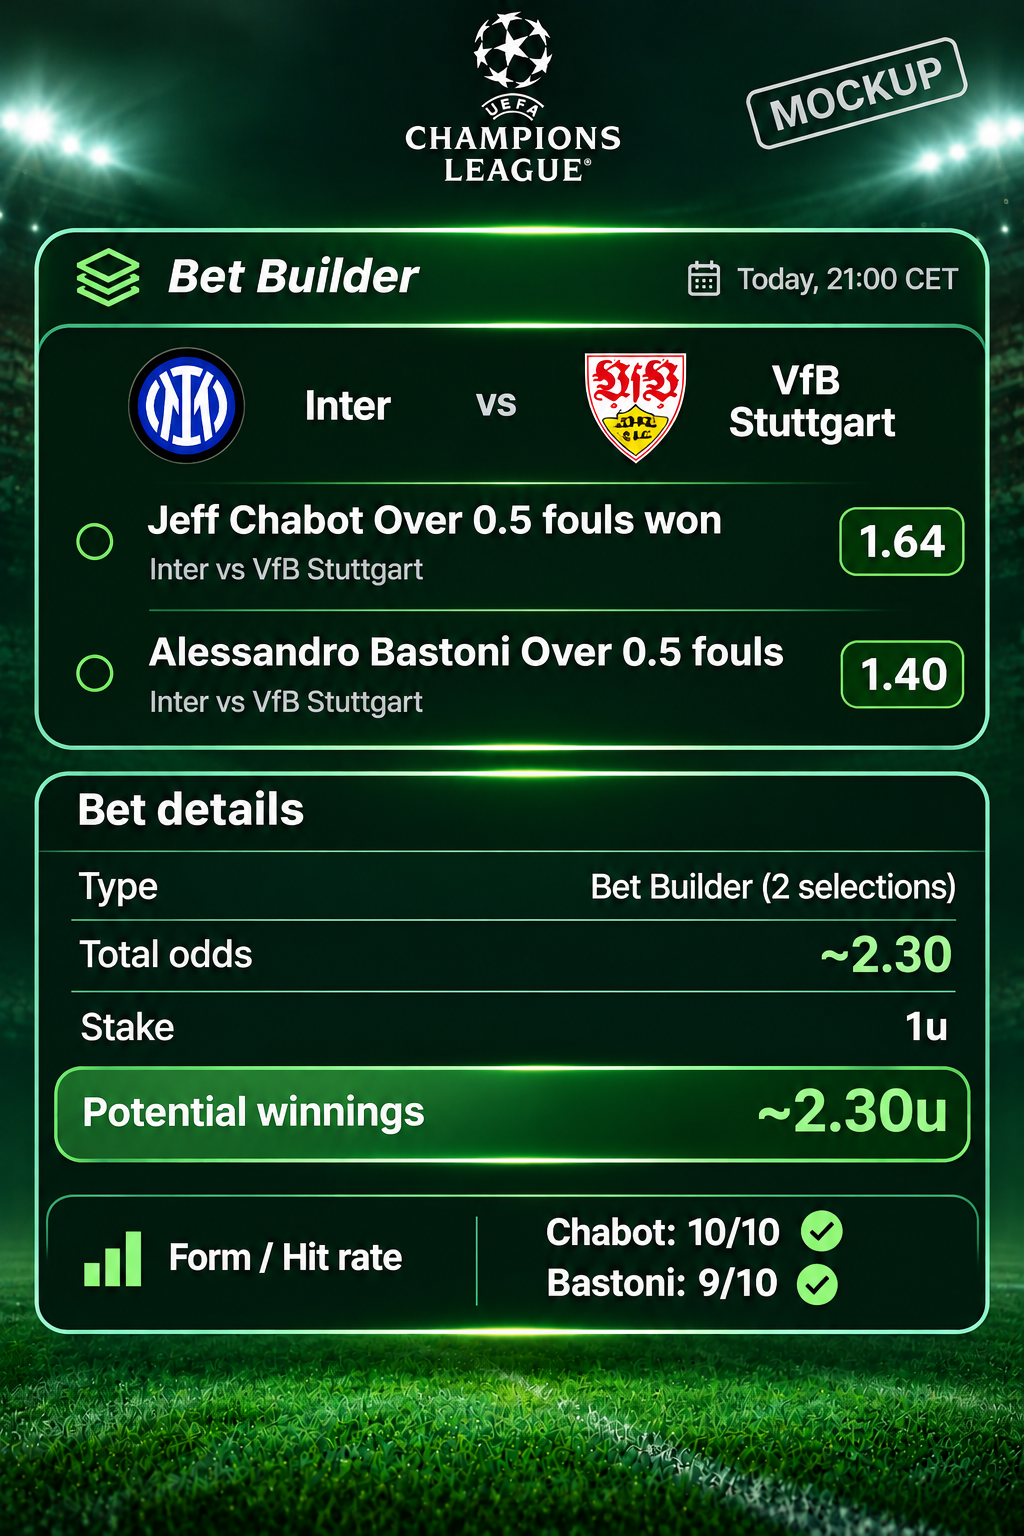 UEFA
CHAMPIONS
LEAGUE®
MOCKUP
Bet Builder
Today, 21:00 CET
Inter
vs
VfB
Stuttgart
Jeff Chabot Over 0.5 fouls won
1.64
Inter vs VfB Stuttgart
Alessandro Bastoni Over 0.5 fouls
1.40
Inter vs VfB Stuttgart
Bet details
Type
Bet Builder (2 selections)
Total odds
~2.30
Stake
1u
Potential winnings
~2.30u
Form / Hit rate
Chabot: 10/10
Bastoni: 9/10